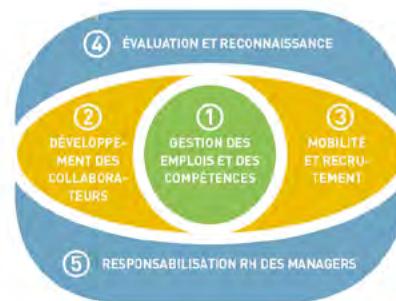 4 ÉVALUATION ET RECONNAISSANCE
2
DÉVELOPPE-
MENT DES
COLLABORA-
TEURS
1
GESTION DES
EMPLOIS ET DES
COMPÉTENCES
3
MOBILITÉ
ET RECRU-
TEMENT
5 RESPONSABILISATION RH DES MANAGERS